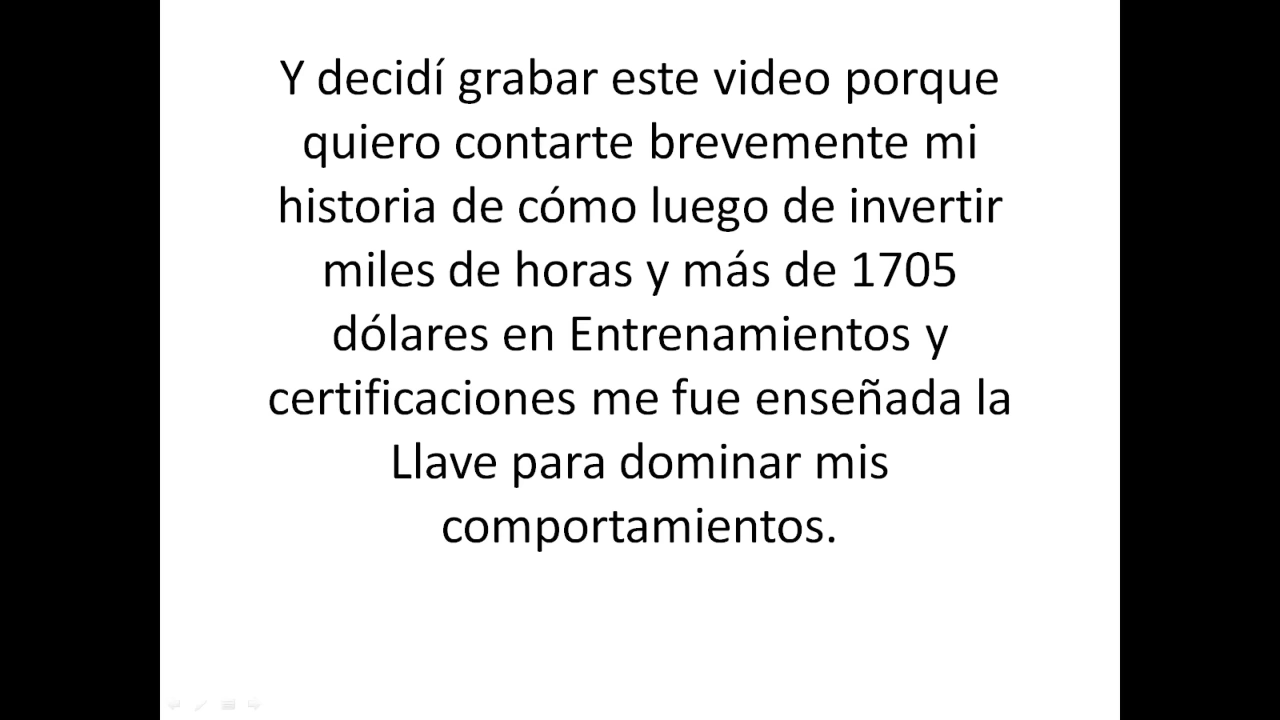 Y decidí grabar este video porque
quiero contarte brevemente mi
historia de cómo luego de invertir
miles de horas y más de 1705
dólares en Entrenamientos y
certificaciones me fue enseñada la
Llave para dominar mis
comportamientos.